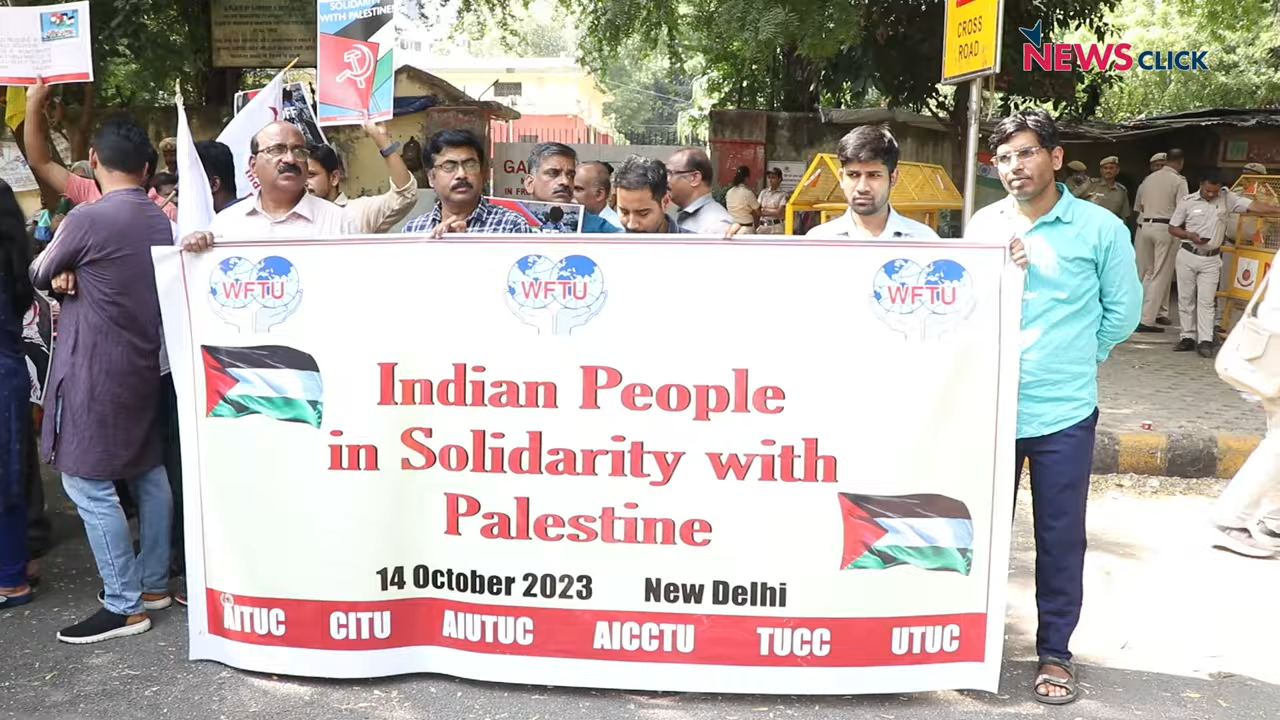 SOLIDARITY
WITH PALESTINE
CROSS
ROAD
NEWSCLICK
WFTU
WFTU
WFTU
Indian People
in Solidarity with
Palestine
14 October 2023 New Delhi
AITUC CITU AIUTUC AICCTU TUCC UTUC